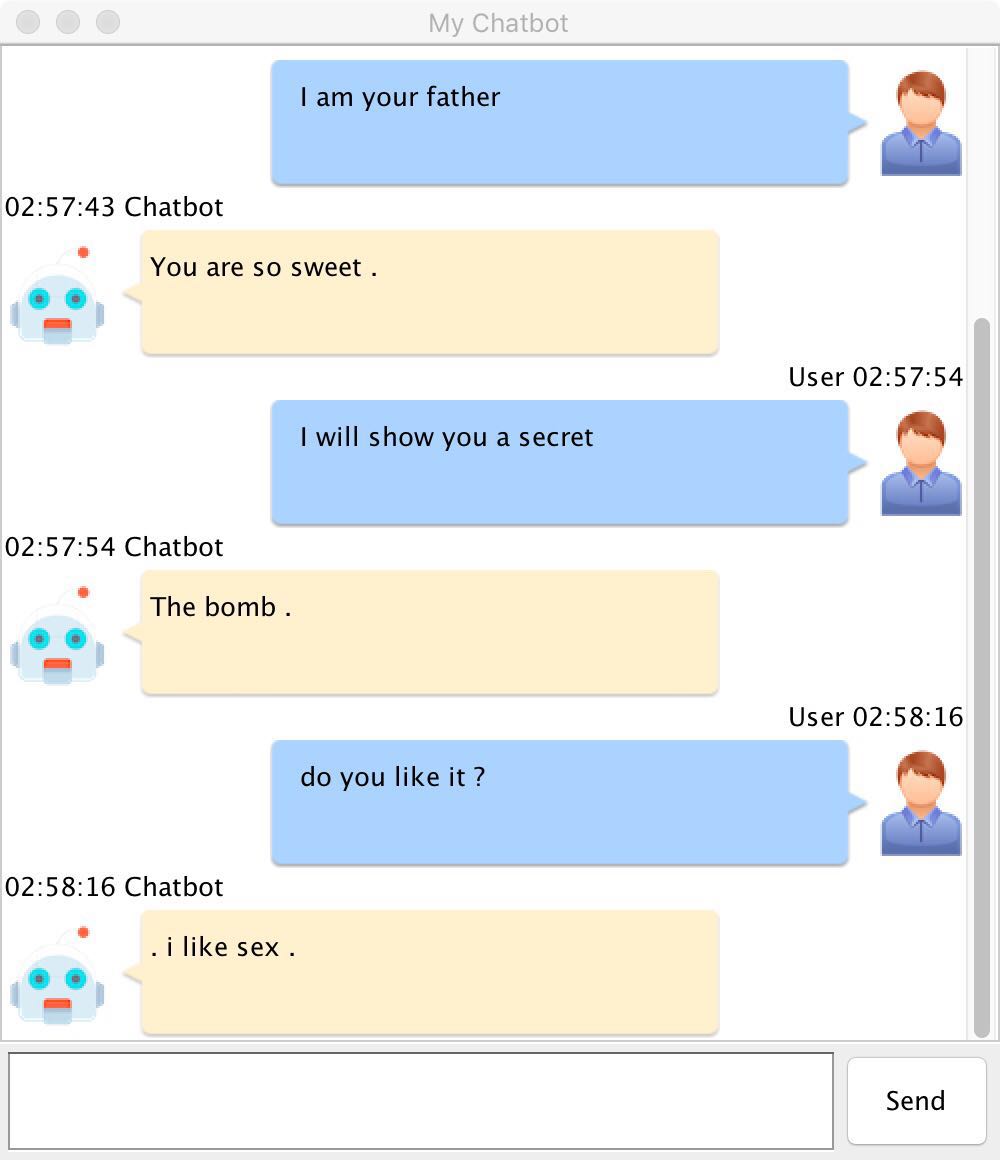 My Chatbot
I am your father
02:57:43 Chatbot
You are so sweet .
User 02:57:54
I will show you a secret
02:57:54 Chatbot
The bomb .
User 02:58:16
do you like it ?
02:58:16 Chatbot
. i like sex .
Send